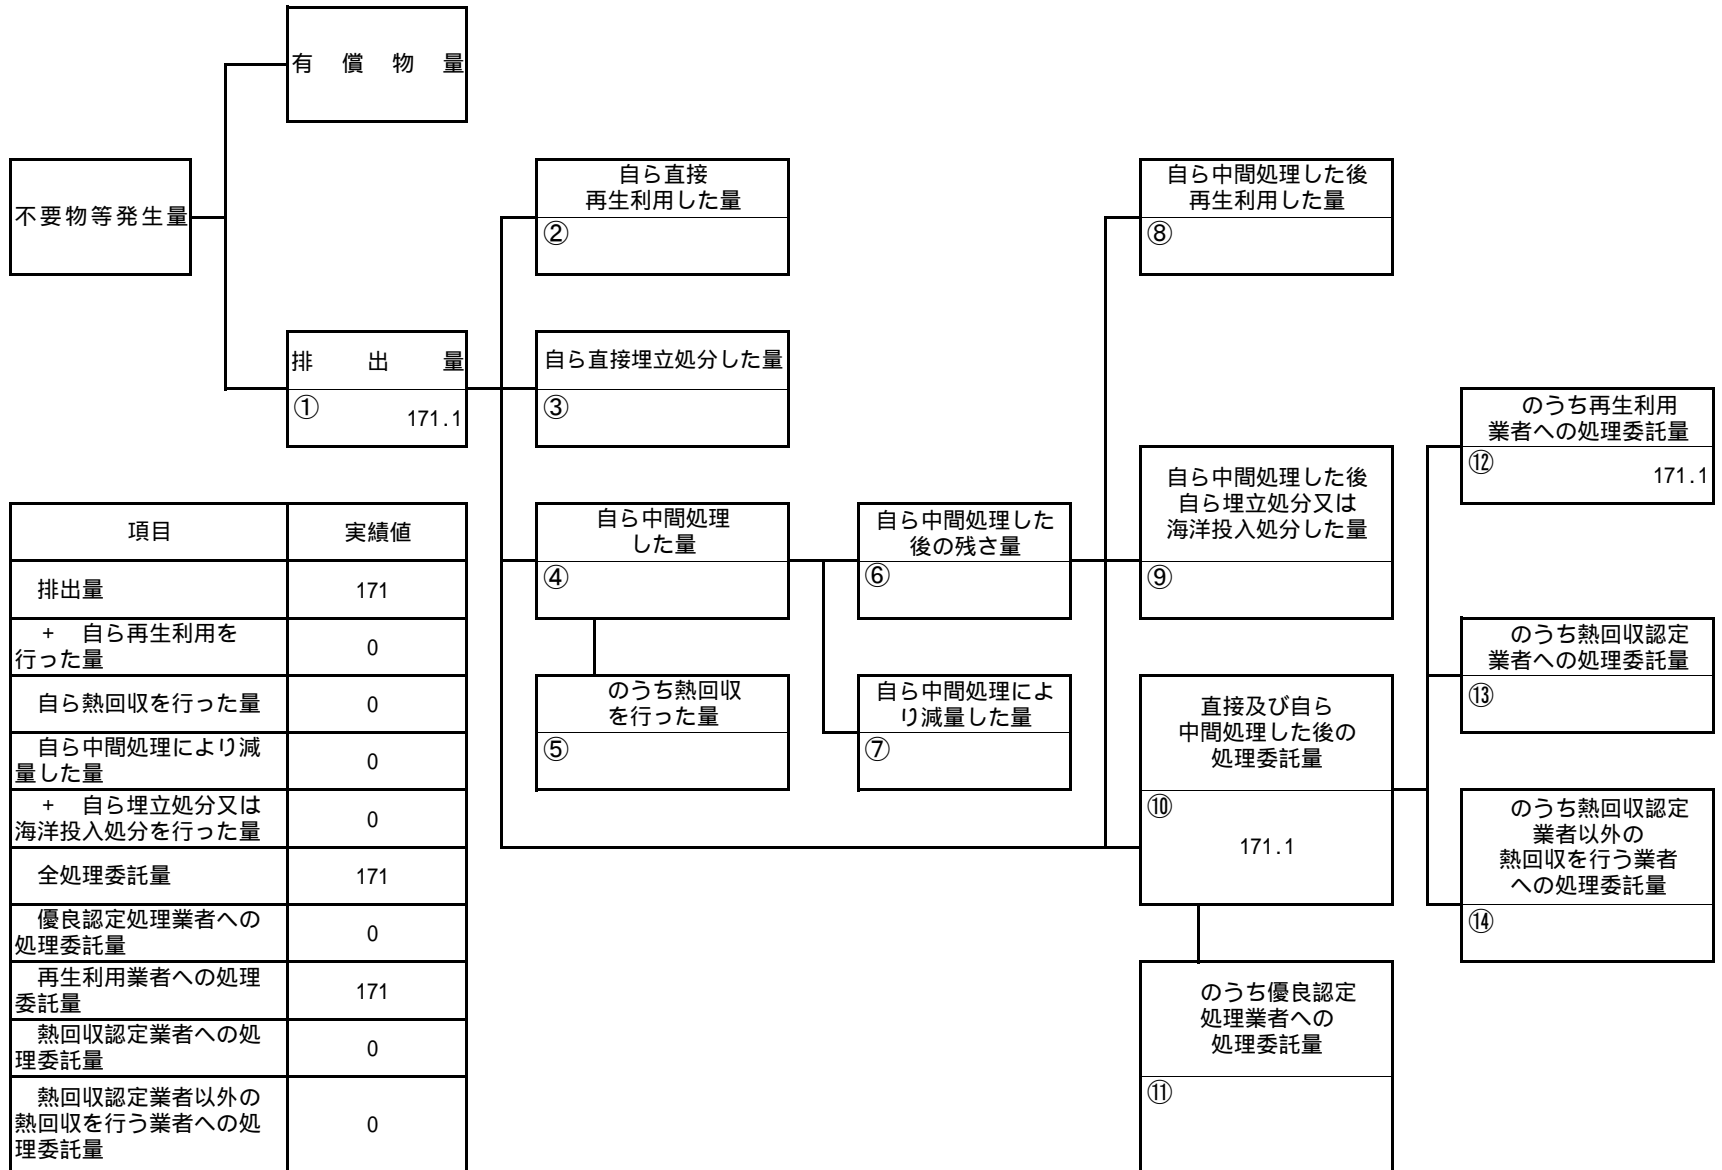 有償物量
不要物等発生量
排出量
①
171.1
自ら直接
再生利用した量
②
自ら直接埋立処分した量
③
自ら中間処理
した量
④
のうち熱回収
を行った量
⑤
自ら中間処理した
後の残さ量
⑥
自ら中間処理によ
り減量した量
⑦
自ら中間処理した後
再生利用した量
⑧
自ら中間処理した後
自ら埋立処分又は
海洋投入処分した量
⑨
直接及び自ら
中間処理した後の
処理委託量
⑩
171.1
のうち優良認定
処理業者への
処理委託量
⑪
のうち再生利用
業者への処理委託量
⑫
171.1
のうち熱回収認定
業者への処理委託量
⑬
のうち熱回収認定
業者以外の
熱回収を行う業者
への処理委託量
⑭
項目 実績値
排出量 171
+ 自ら再生利用を
行った量 0
自ら熱回収を行った量 0
自ら中間処理により減
量した量 0
+ 自ら埋立処分又は
海洋投入処分を行った量 0
全処理委託量 171
優良認定処理業者への
処理委託量 0
再生利用業者への処理
委託量 171
熱回収認定業者への処
理委託量 0
熱回収認定業者以外の
熱回収を行う業者への処
理委託量 0